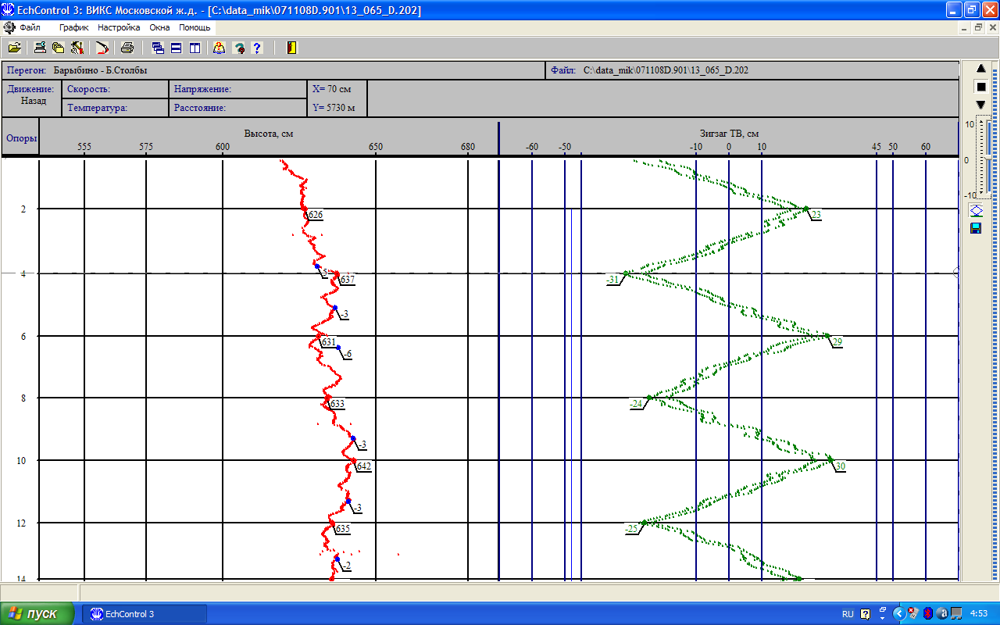 EchControl 3: ВИКС Московской ж.д. - [C:\data_mik\071108D.901\13_065_D.202]
Файл График Настройка Окна Помощь
Перегон: Барыбино - Б.Столбы Файл: C:\data_mik\071108D.901\13_065_D.202
Движение: Скорость: Напряжение: X= 70 см
Назад Температура: Расстояние: Y= 5730 м
Опоры Высота, см Зигзаг ТВ, см
555 575 600 650 680 -60 -50 -10 0 10 45 50 60
10
0
-10
2 626 23
4 5 637 -31
-3
6 631 29
-6
8 633 -24
-3
10 642 30
-3
12 635 -25
-2
14
пуск EchControl 3 RU 4:53